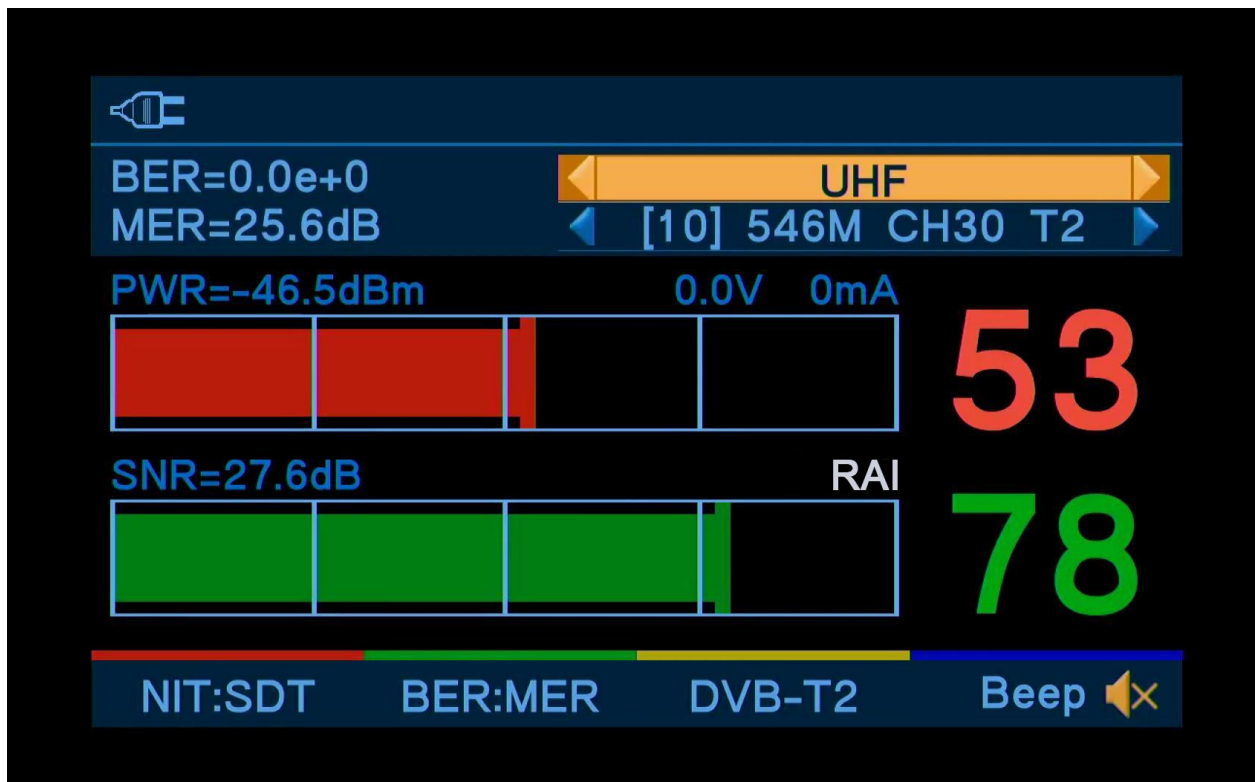 BER=0.0e+0
UHF
MER=25.6dB
[10] 546M CH30 T2
PWR=-46.5dBm 0.0V 0mA
53
SNR=27.6dB RAI
78
NIT:SDT BER:MER DVB-T2 Beep